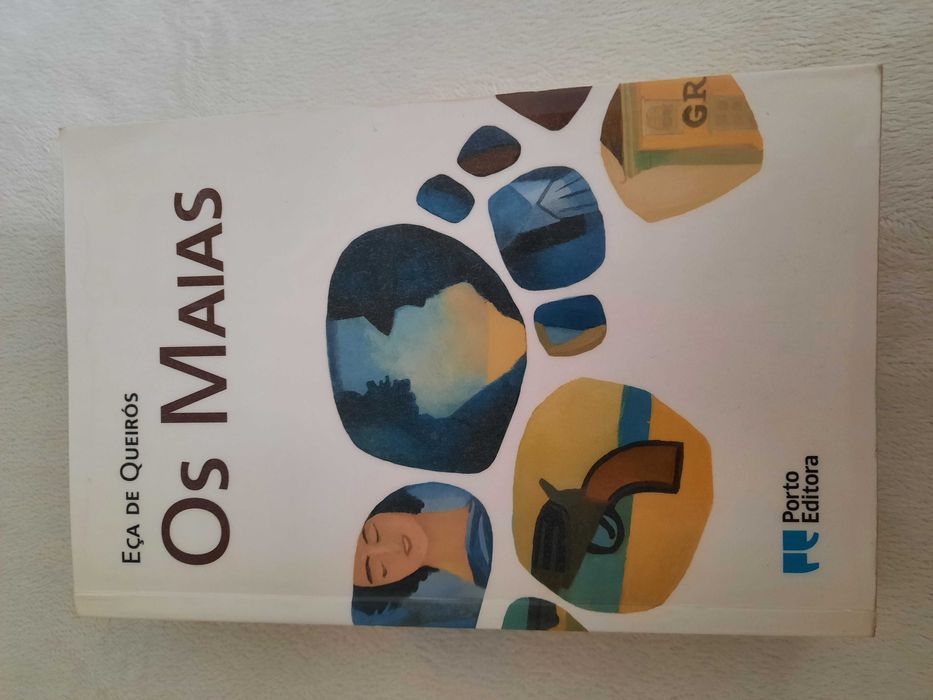 EÇA DE QUEIRÓS
OS MAIAS
GR
Porto
Editora